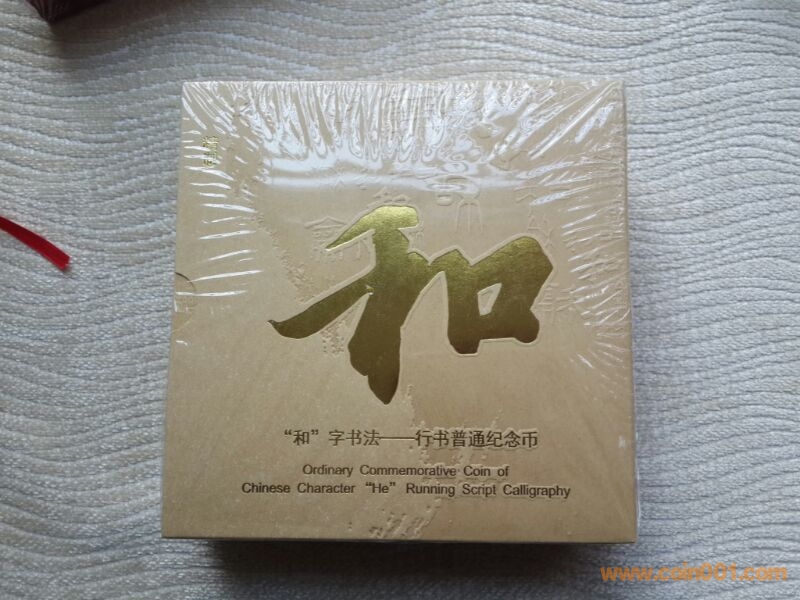 和
“和”字书法——行书普通纪念币
Ordinary Commemorative Coin of
Chinese Character “He” Running Script Calligraphy
www.coin001.com